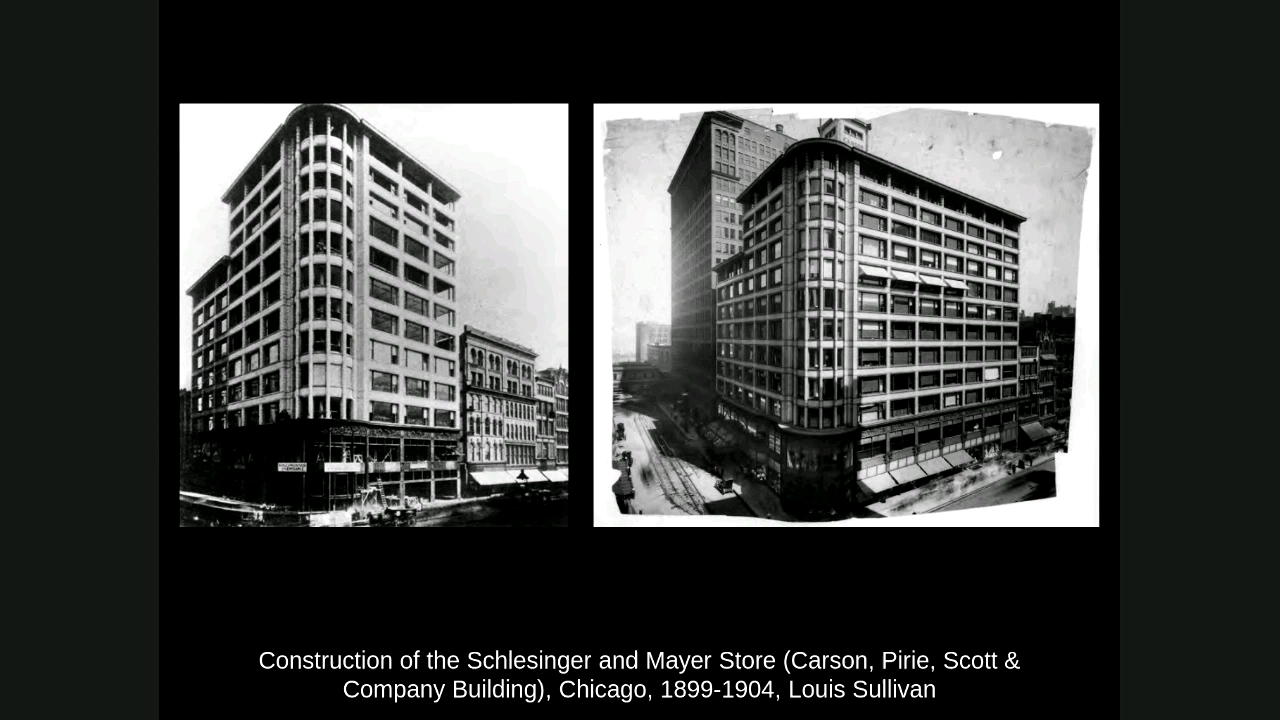 Construction of the Schlesinger and Mayer Store (Carson, Pirie, Scott &
Company Building), Chicago, 1899-1904, Louis Sullivan